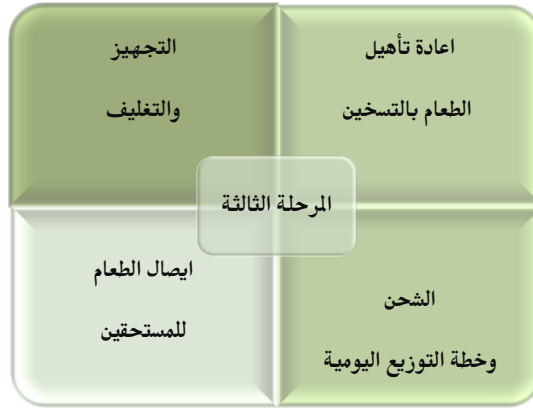 اعادة تأهيل
الطعام بالتسخين
التجهيز
والتغليف
المرحلة الثالثة
الشحن
وخطة التوزيع اليومية
ايصال الطعام
للمستحقين